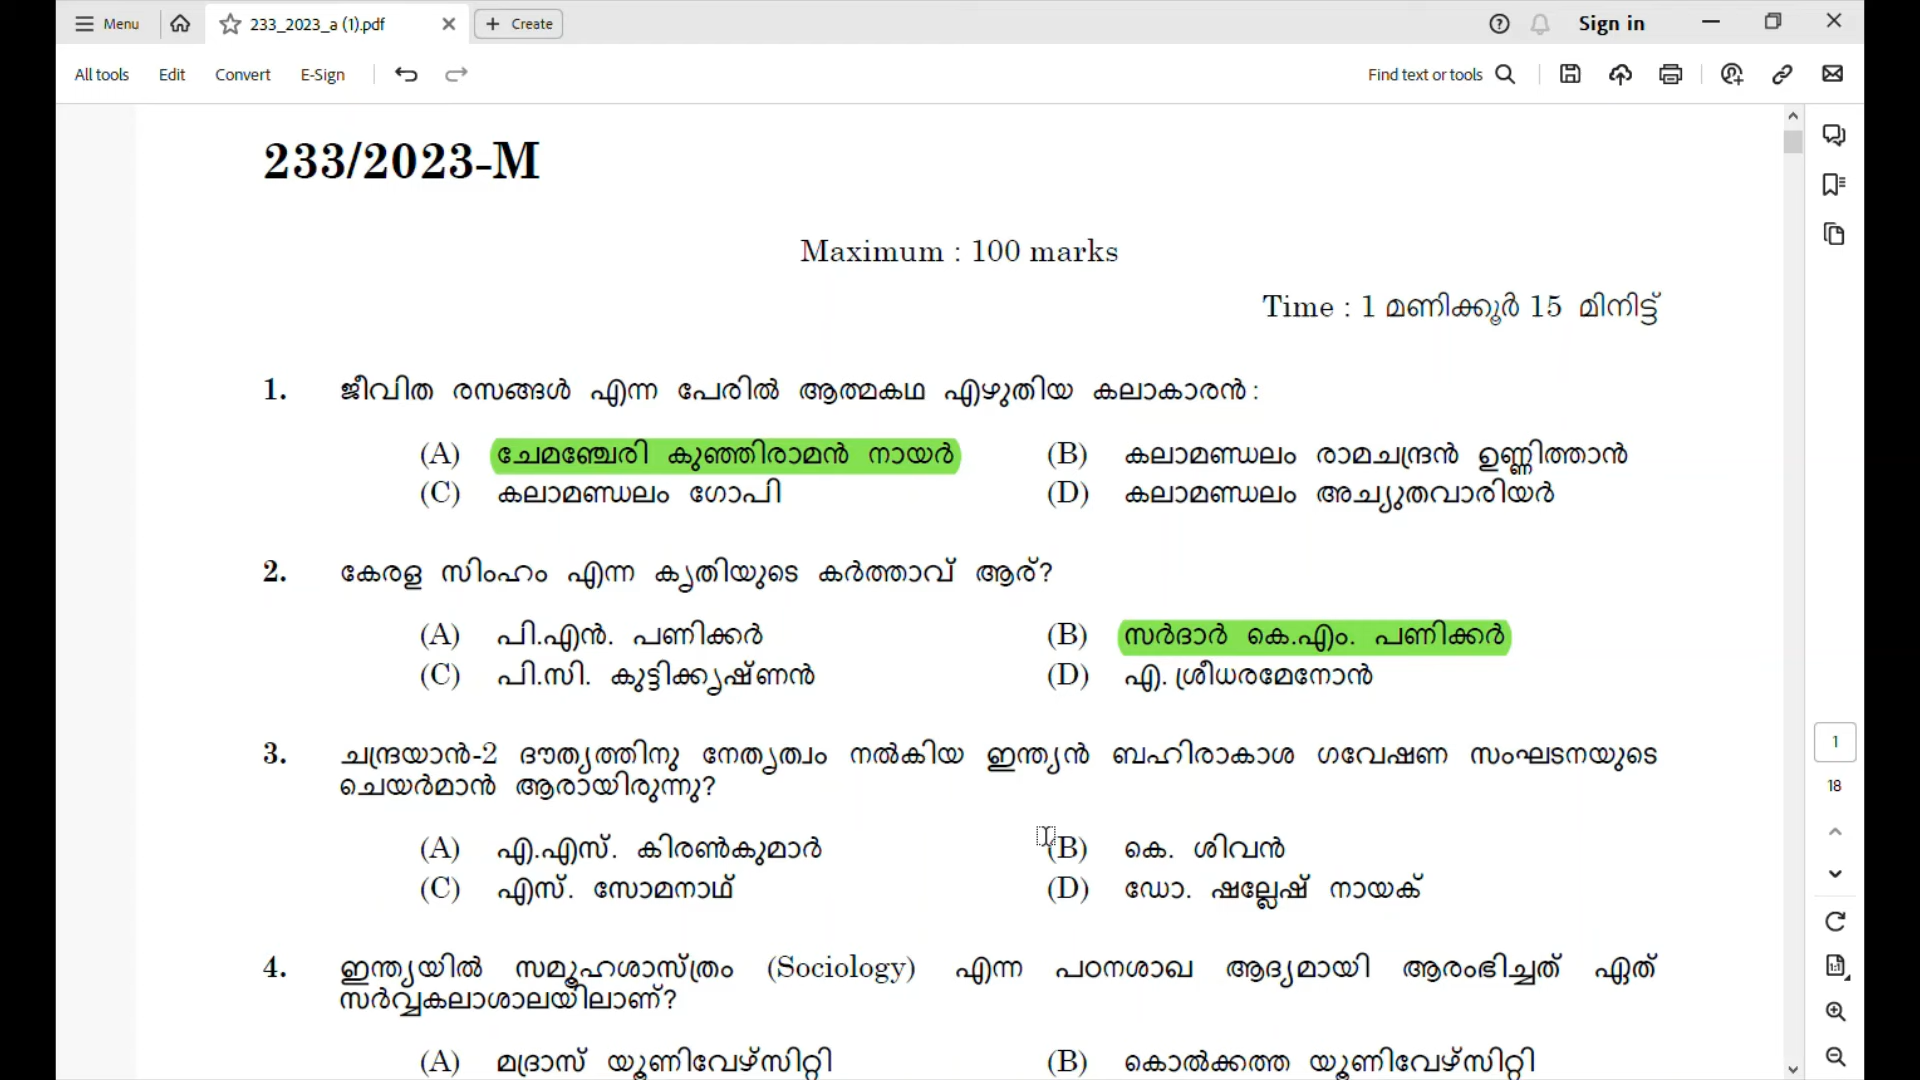 Menu
233_2023_a (1).pdf
Create
Sign in
All tools
Edit
Convert
E-Sign
Find text or tools
233/2023-M
Maximum : 100 marks
Time : 1 മണിക്കൂർ 15 മിനിട്ട്
1. ജീവിത രസങ്ങൾ എന്ന പേരിൽ ആത്മകഥ എഴുതിയ കലാകാരൻ :
(A) ചേമഞ്ചേരി കുഞ്ഞിരാമൻ നായർ (B) കലാമണ്ഡലം രാമചന്ദ്രൻ ഉണ്ണിത്താൻ
(C) കലാമണ്ഡലം ഗോപി (D) കലാമണ്ഡലം അച്യുതവാരിയർ
2. കേരള സിംഹം എന്ന കൃതിയുടെ കർത്താവ് ആര്?
(A) പി.എൻ. പണിക്കർ (B) സർദാർ കെ.എം. പണിക്കർ
(C) പി.സി. കുട്ടിക്കൃഷ്ണൻ (D) എ. ശ്രീധരമേനോൻ
3. ചന്ദ്രയാൻ-2 ദൗത്യത്തിനു നേതൃത്വം നൽകിയ ഇന്ത്യൻ ബഹിരാകാശ ഗവേഷണ സംഘടനയുടെ
ചെയർമാൻ ആരായിരുന്നു?
(A) എ.എസ്. കിരൺകുമാർ (B) കെ. ശിവൻ
(C) എസ്. സോമനാഥ് (D) ഡോ. ഷല്ലേഷ് നായക്
4. ഇന്ത്യയിൽ സമൂഹശാസ്ത്രം (Sociology) എന്ന പഠനശാഖ ആദ്യമായി ആരംഭിച്ചത് ഏത്
സർവ്വകലാശാലയിലാണ്?
(A) മദ്രാസ് യൂണിവേഴ്സിറ്റി (B) കൊൽക്കത്ത യൂണിവേഴ്സിറ്റി
1
18